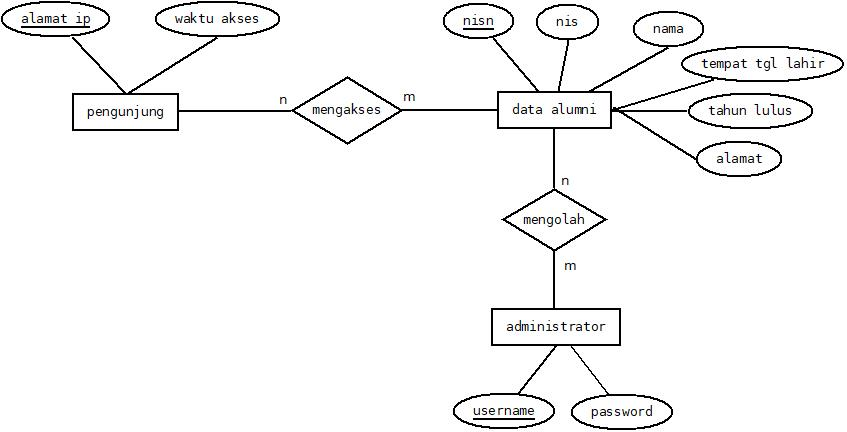 alamat ip
waktu akses
nisn
nis
nama
tempat tgl lahir
pengunjung
n
mengakses
m
data alumni
tahun lulus
alamat
n
mengolah
m
administrator
username
password